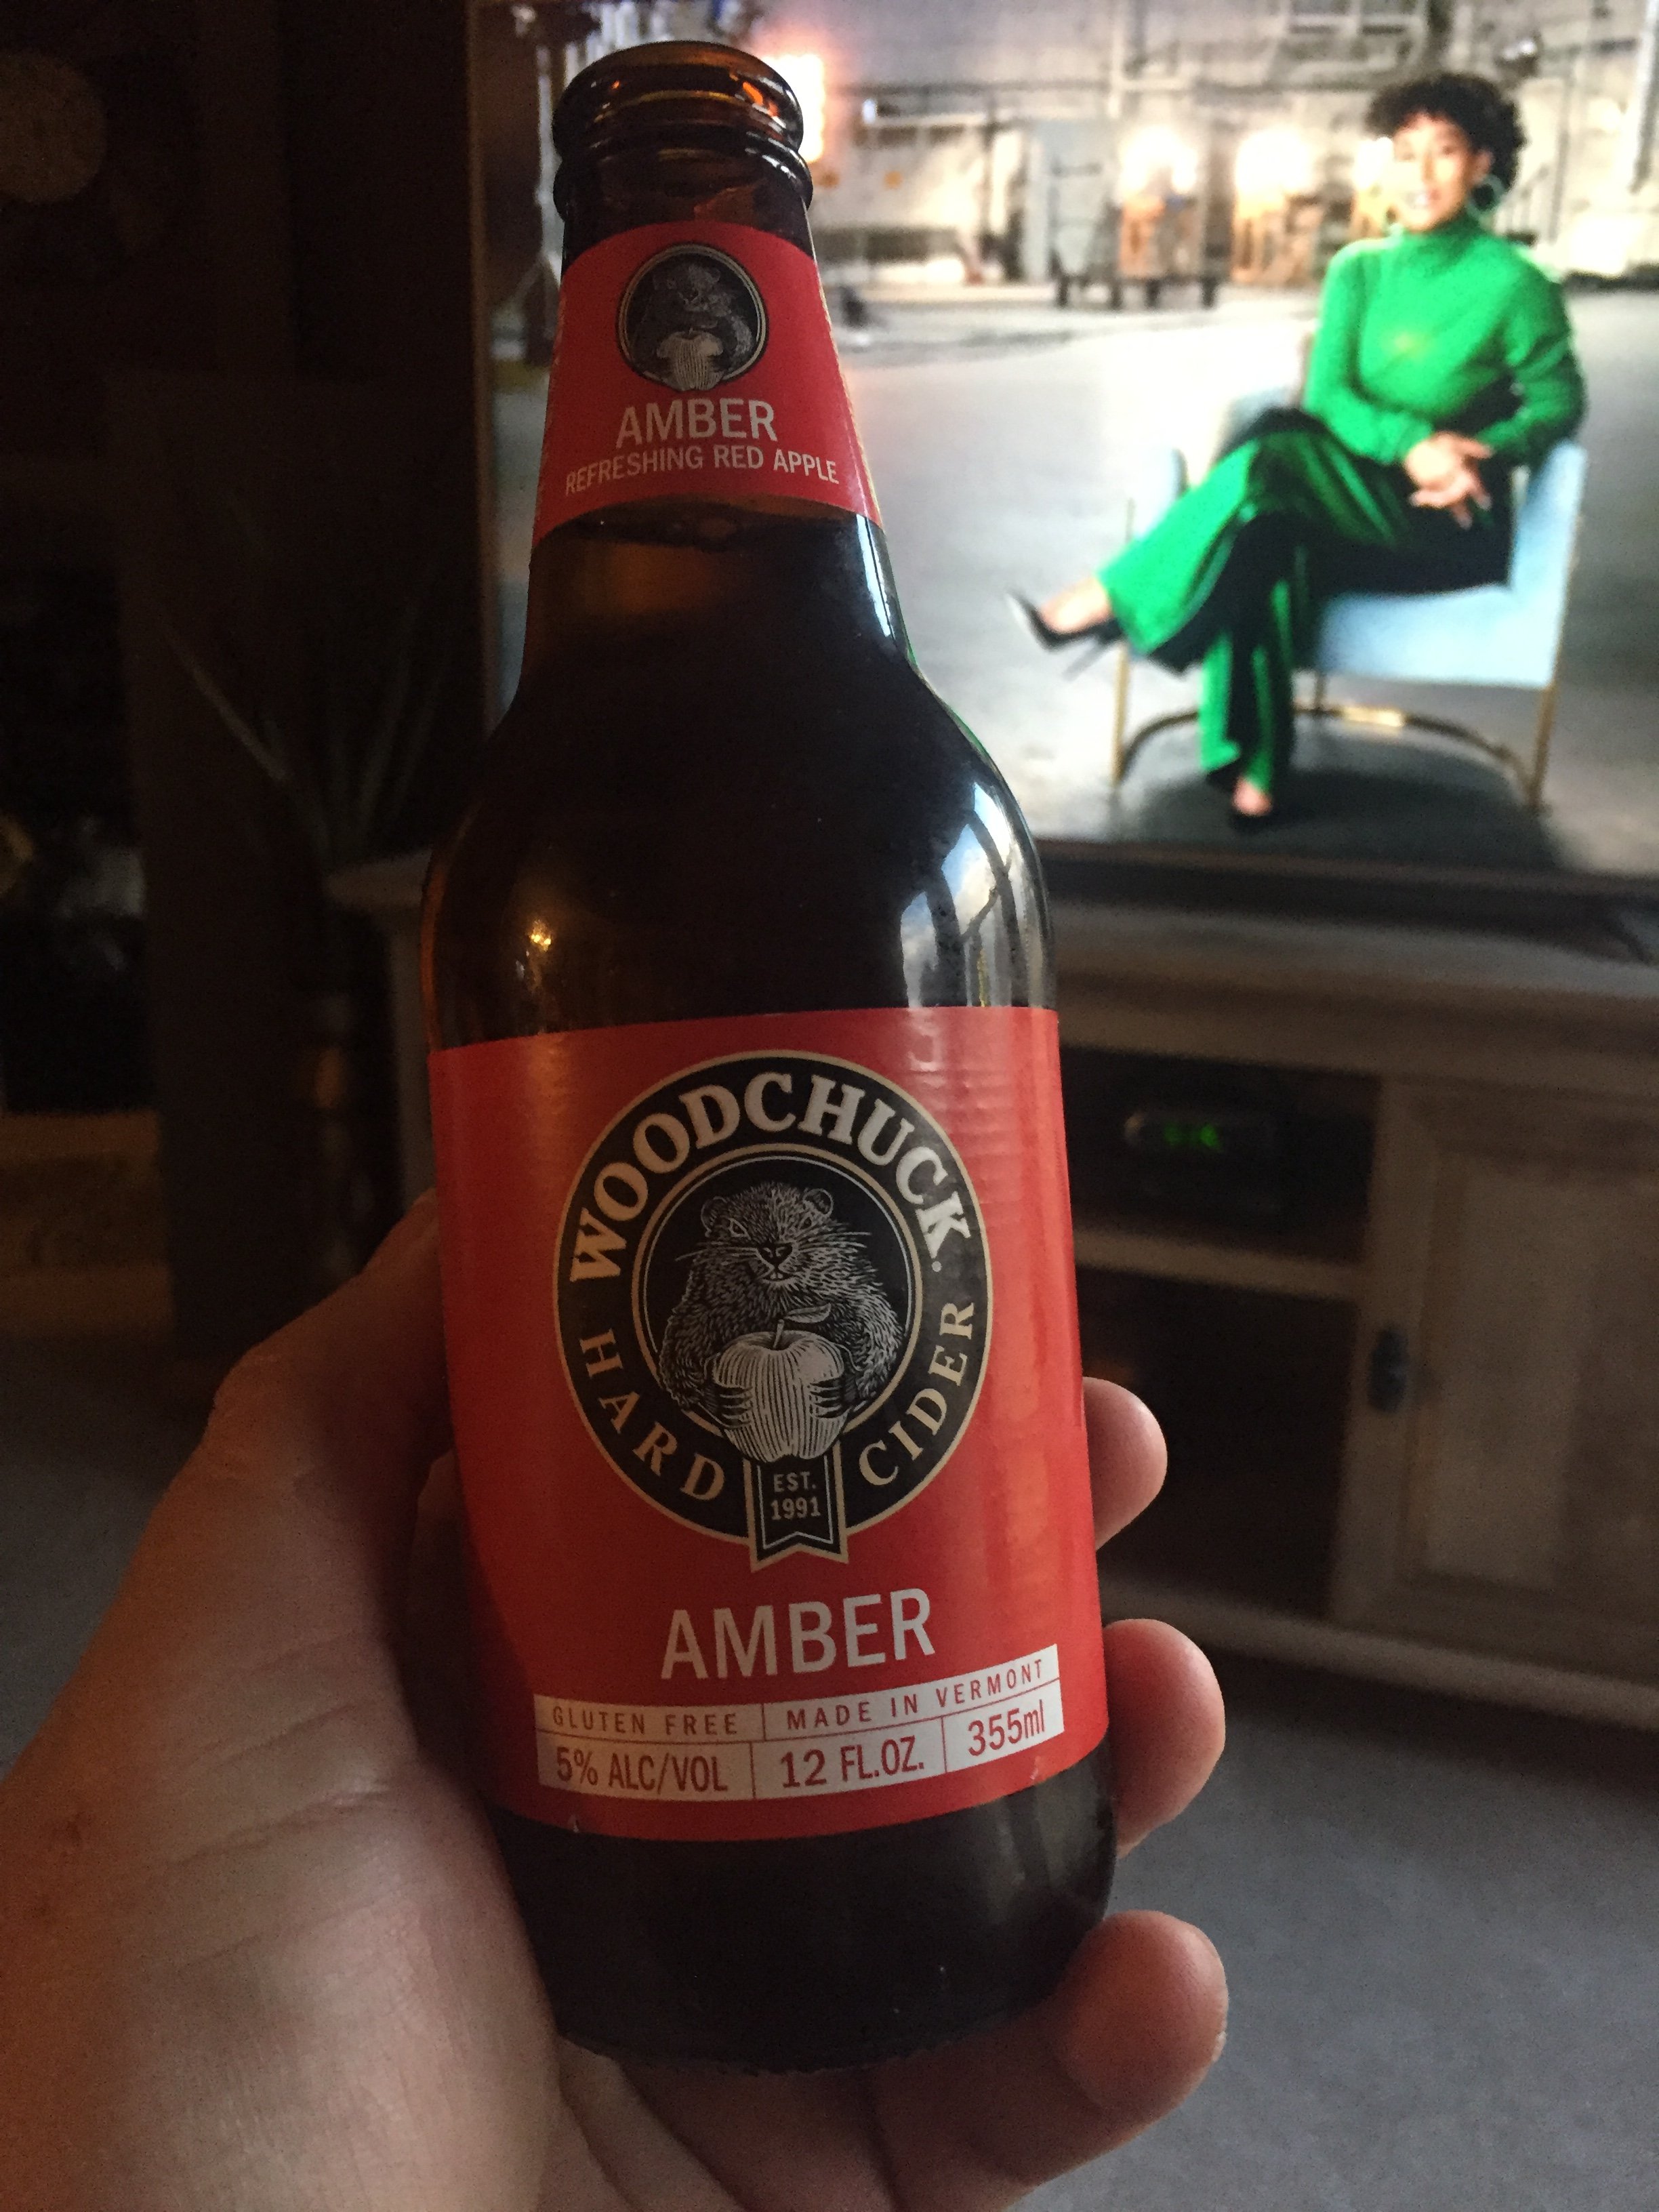 AMBER
REFRESHING RED APPLE
WOODCHUCK.
HARD CIDER
EST.
1991
AMBER
GLUTEN FREE MADE IN VERMONT
5% ALC/VOL 12 FL.OZ. 355ml